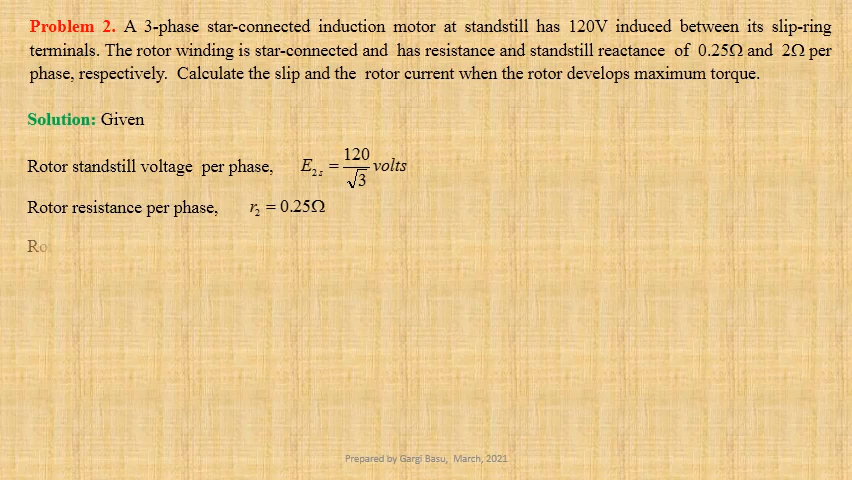 Problem 2. A 3-phase star-connected induction motor at standstill has 120V induced between its slip-ring
terminals. The rotor winding is star-connected and has resistance and standstill reactance of 0.25Ω and 2Ω per
phase, respectively. Calculate the slip and the rotor current when the rotor develops maximum torque.
Solution: Given
Rotor standstill voltage per phase, E₂ₛ = 120/√3 volts
Rotor resistance per phase, r₂ = 0.25Ω
Ro
Prepared by Gargi Basu, March, 2021